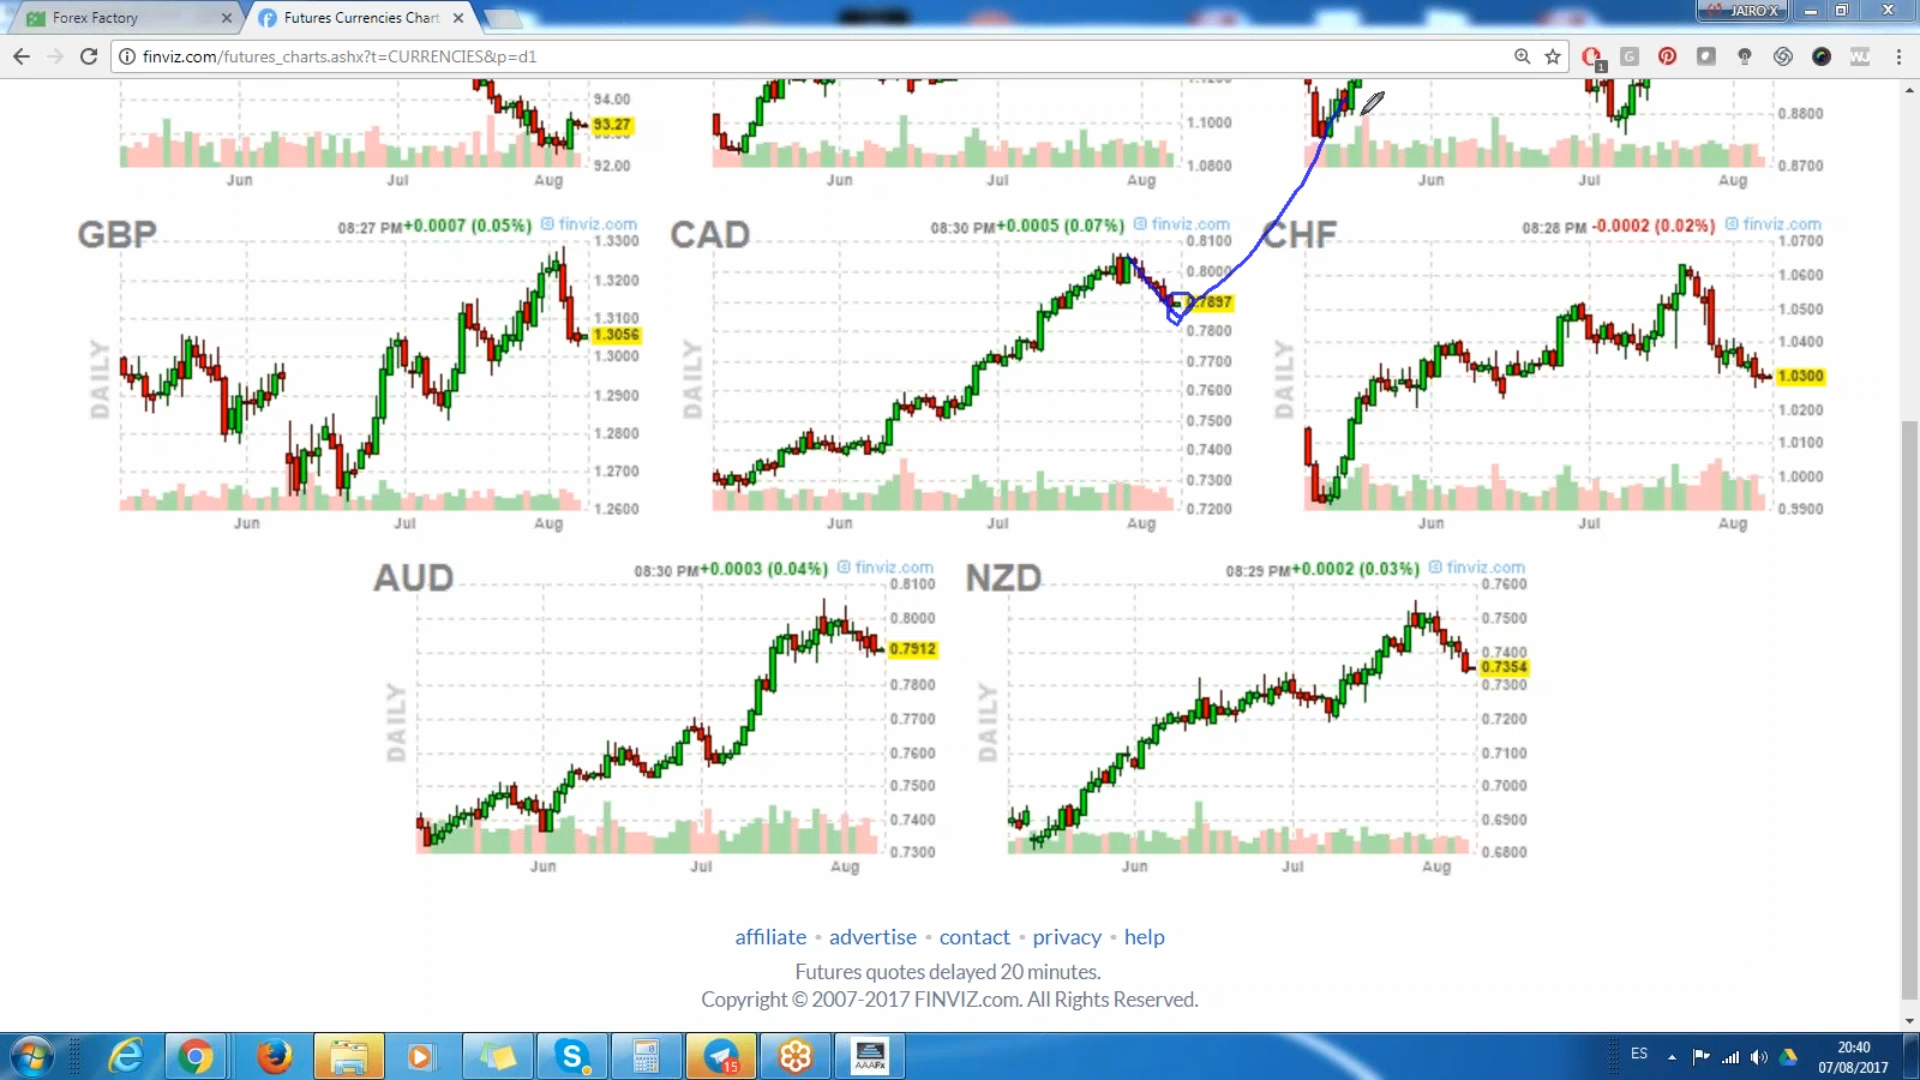 Forex Factory
Futures Currencies Chart
JAIRO X
finviz.com/futures_charts.ashx?t=CURRENCIES&p=d1
1
94.00
93.27
92.00
Jun Jul Aug
1.1000
1.0800
Jun Jul Aug
0.8800
0.8700
Jun Jul Aug
GBP
08:27 PM +0.0007 (0.05%) finviz.com
DAILY
1.3300
1.3200
1.3100
1.3056
1.3000
1.2900
1.2800
1.2700
1.2600
Jun Jul Aug
CAD
08:30 PM +0.0005 (0.07%) finviz.com
DAILY
0.8100
0.8000
0.7897
0.7800
0.7700
0.7600
0.7500
0.7400
0.7300
0.7200
Jun Jul Aug
CHF
08:28 PM -0.0002 (0.02%) finviz.com
DAILY
1.0700
1.0600
1.0500
1.0400
1.0300
1.0200
1.0100
1.0000
0.9900
Jun Jul Aug
AUD
08:30 PM +0.0003 (0.04%) finviz.com
DAILY
0.8100
0.8000
0.7912
0.7800
0.7700
0.7600
0.7500
0.7400
0.7300
Jun Jul Aug
NZD
08:29 PM +0.0002 (0.03%) finviz.com
DAILY
0.7600
0.7500
0.7400
0.7354
0.7300
0.7200
0.7100
0.7000
0.6900
0.6800
Jun Jul Aug
affiliate • advertise • contact • privacy • help
Futures quotes delayed 20 minutes.
Copyright © 2007-2017 FINVIZ.com. All Rights Reserved.
15
AAAFx
ES
20:40
07/08/2017